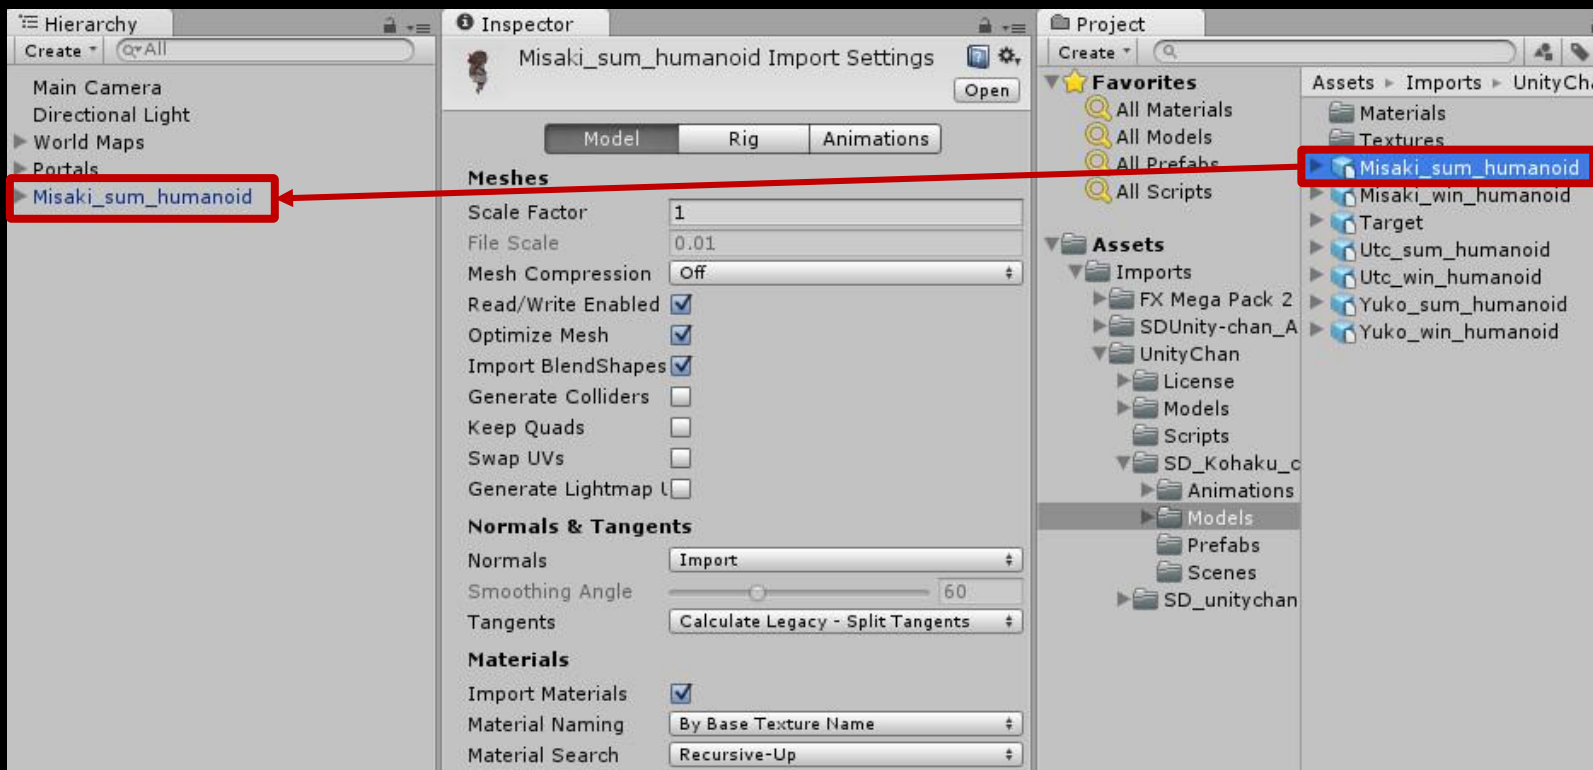 Hierarchy
Create
All
Main Camera
Directional Light
World Maps
Portals
Misaki_sum_humanoid
Inspector
Misaki_sum_humanoid Import Settings
Open
Model Rig Animations
Meshes
Scale Factor 1
File Scale 0.01
Mesh Compression Off
Read/Write Enabled
Optimize Mesh
Import BlendShapes
Generate Colliders
Keep Quads
Swap UVs
Generate Lightmap U
Normals & Tangents
Normals Import
Smoothing Angle 60
Tangents Calculate Legacy - Split Tangents
Materials
Import Materials
Material Naming By Base Texture Name
Material Search Recursive-Up
Project
Create
Favorites
All Materials
All Models
All Prefabs
All Scripts
Assets
Imports
FX Mega Pack 2
SDUnity-chan_A
UnityChan
License
Models
Scripts
SD_Kohaku_c
Animations
Models
Prefabs
Scenes
SD_unitychan
Assets Imports UnityCha
Materials
Textures
Misaki_sum_humanoid
Misaki_win_humanoid
Target
Utc_sum_humanoid
Utc_win_humanoid
Yuko_sum_humanoid
Yuko_win_humanoid